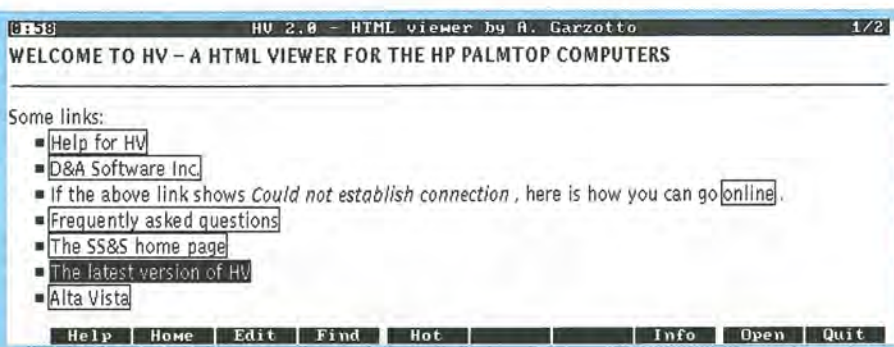 8:58 HV 2.0 - HTML viewer by A. Garzotto 1/2
WELCOME TO HV – A HTML VIEWER FOR THE HP PALMTOP COMPUTERS
Some links:
▪ Help for HV
▪ D&A Software Inc.
▪ If the above link shows Could not establish connection , here is how you can go online .
▪ Frequently asked questions
▪ The SS&S home page
▪ The latest version of HV
▪ Alta Vista
Help Home Edit Find Hot Info Open Quit